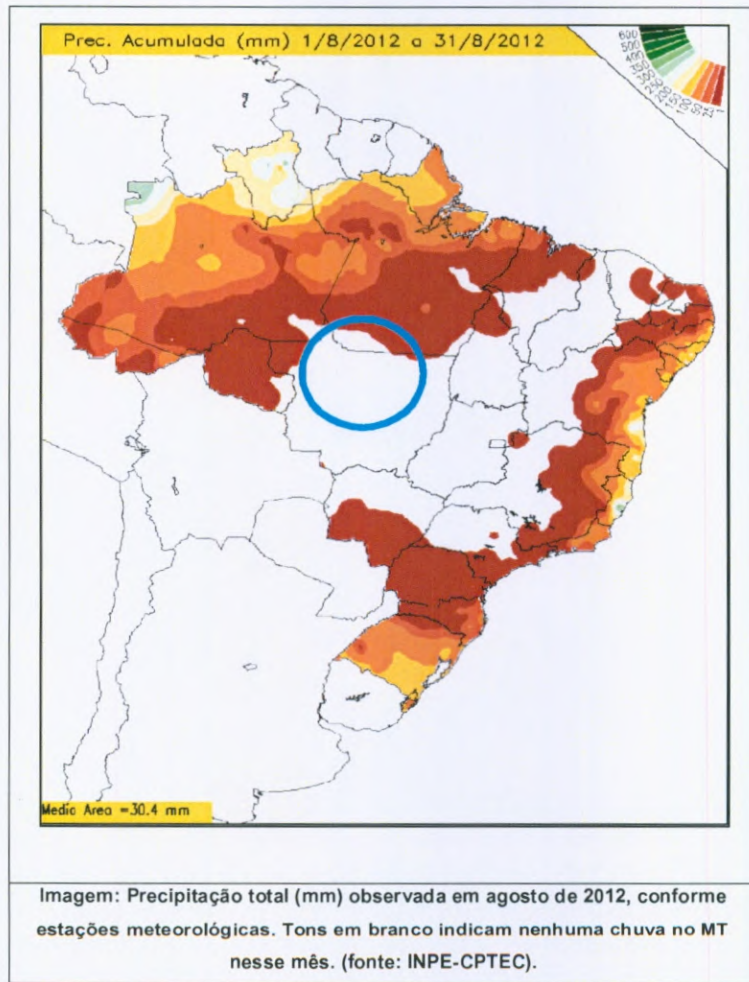 Prec. Acumulada (mm) 1/8/2012 a 31/8/2012
600
500
400
Medio Area =30.4 mm
Imagem: Precipitação total (mm) observada em agosto de 2012, conforme
estações meteorológicas. Tons em branco indicam nenhuma chuva no MT
nesse mês. (fonte: INPE-CPTEC).